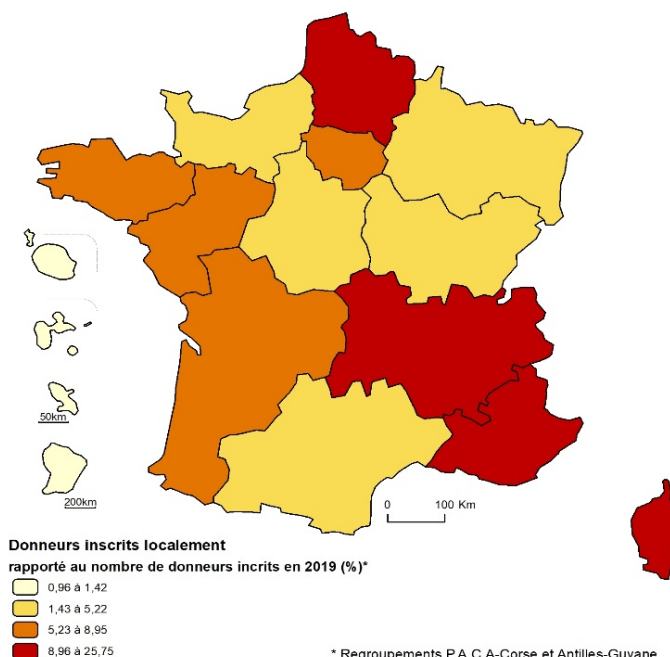 50km
200km
0 100 Km
Donneurs inscrits localement
rapporté au nombre de donneurs incrits en 2019 (%)*
0,96 à 1,42
1,43 à 5,22
5,23 à 8,95
8,96 à 25,75
* Regroupements P.A.C.A-Corse et Antilles-Guyane